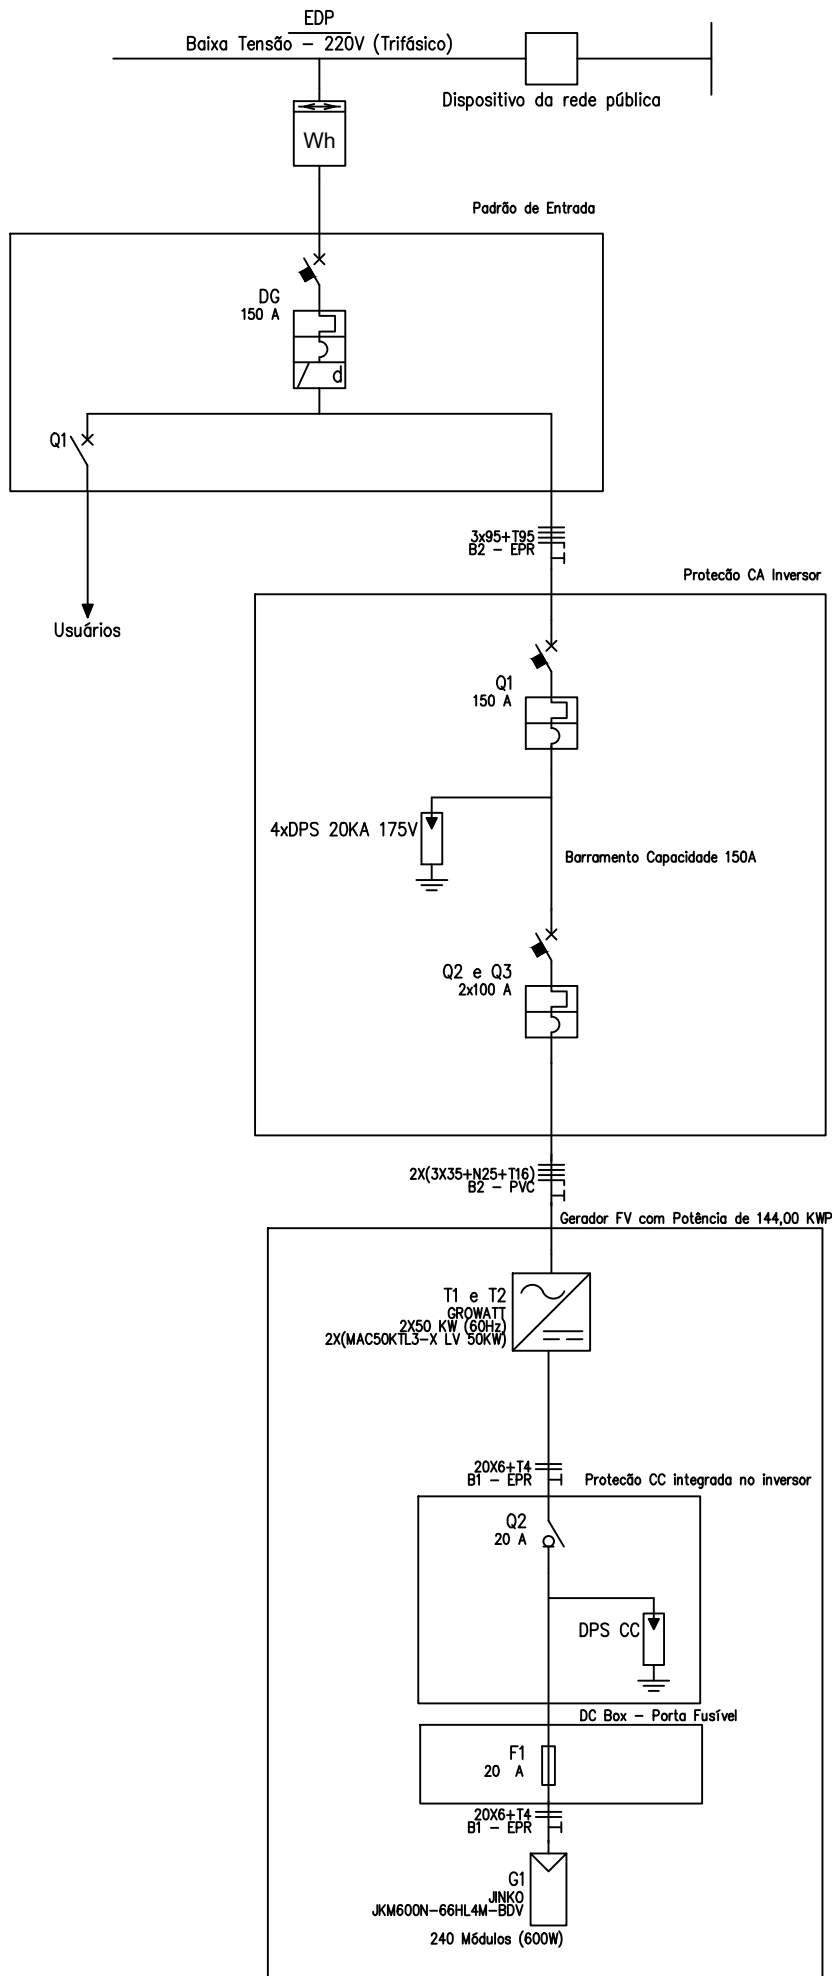 EDP
Baixa Tensão - 220V (Trifásico)
Dispositivo da rede pública
Wh
Padrão de Entrada
DG
150 A
d
Q1
3x95+T95
B2 - EPR
Protecão CA Inversor
Usuários
Q1
150 A
4xDPS 20KA 175V
Barramento Capacidade 150A
Q2 e Q3
2x100 A
2X(3X35+N25+T16)
B2 - PVC
Gerador FV com Potência de 144,00 KWP
T1 e T2
GROWATT
2X50 KW (60Hz)
2X(MAC50KTL3-X LV 50KW)
20X6+T4
B1 - EPR
Protecão CC integrada no inversor
Q2
20 A
DPS CC
DC Box - Porta Fusível
F1
20 A
20X6+T4
B1 - EPR
G1
JINKO
JKM600N-66HL4M-BDV
240 Módulos (600W)